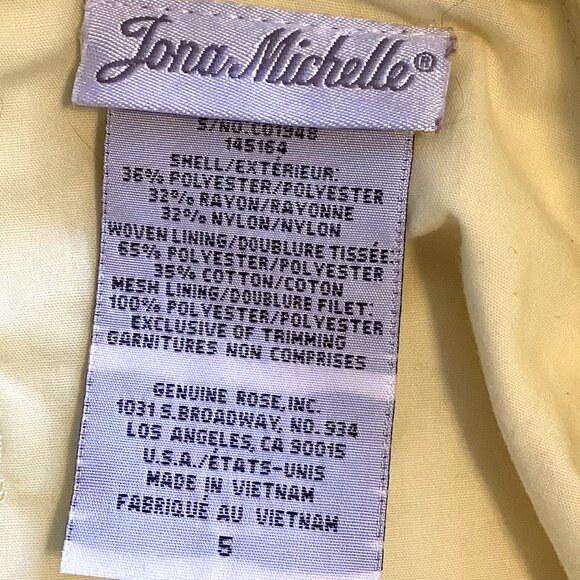 Jona Michelle®
S/NO. C01948
145164
SHELL/EXTÉRIEUR:
36% POLYESTER/POLYESTER
32% RAYON/RAYONNE
32% NYLON/NYLON
WOVEN LINING/DOUBLURE TISSÉE:
65% POLYESTER/POLYESTER
35% COTTON/COTON
MESH LINING/DOUBLURE FILET:
100% POLYESTER/POLYESTER
EXCLUSIVE OF TRIMMING
GARNITURES NON COMPRISES
GENUINE ROSE,INC.
1031 S.BROADWAY, NO. 934
LOS ANGELES, CA 90015
U.S.A./ÉTATS-UNIS
MADE IN VIETNAM
FABRIQUÉ AU VIETNAM
5